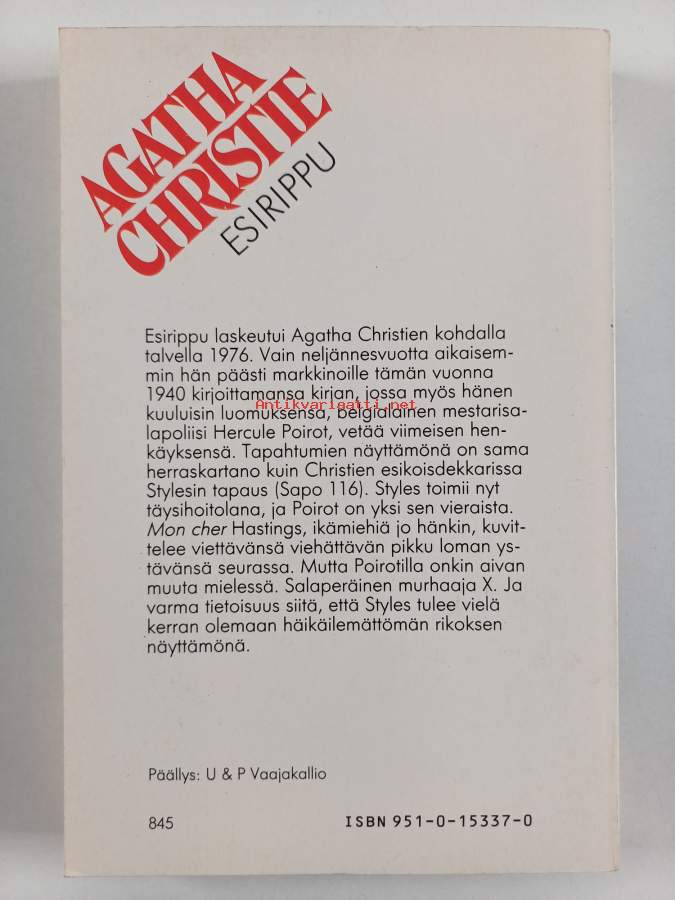 AGATHA
CHRISTIE
ESIRIPPU
Esirippu laskeutui Agatha Christien kohdalla
talvella 1976. Vain neljännesvuotta aikaisem-
min hän päästi markkinoille tämän vuonna
1940 kirjoittamansa kirjan, jossa myös hänen
Antikvariaatti.net
kuuluisin luomuksensa, belgialainen mestarisa-
lapoliisi Hercule Poirot, vetää viimeisen hen-
käyksensä. Tapahtumien näyttämönä on sama
herraskartano kuin Christien esikoisdekkarissa
Stylesin tapaus (Sapo 116). Styles toimii nyt
täysihoitolana, ja Poirot on yksi sen vieraista.
Mon cher Hastings, ikämiehiä jo hänkin, kuvit-
telee viettävänsä viehättävän pikku loman ys-
tävänsä seurassa. Mutta Poirotilla onkin aivan
muuta mielessä. Salaperäinen murhaaja X. Ja
varma tietoisuus siitä, että Styles tulee vielä
kerran olemaan häikäilemättömän rikoksen
näyttämönä.
Päällys: U & P Vaajakallio
845 ISBN 951-0-15337-0